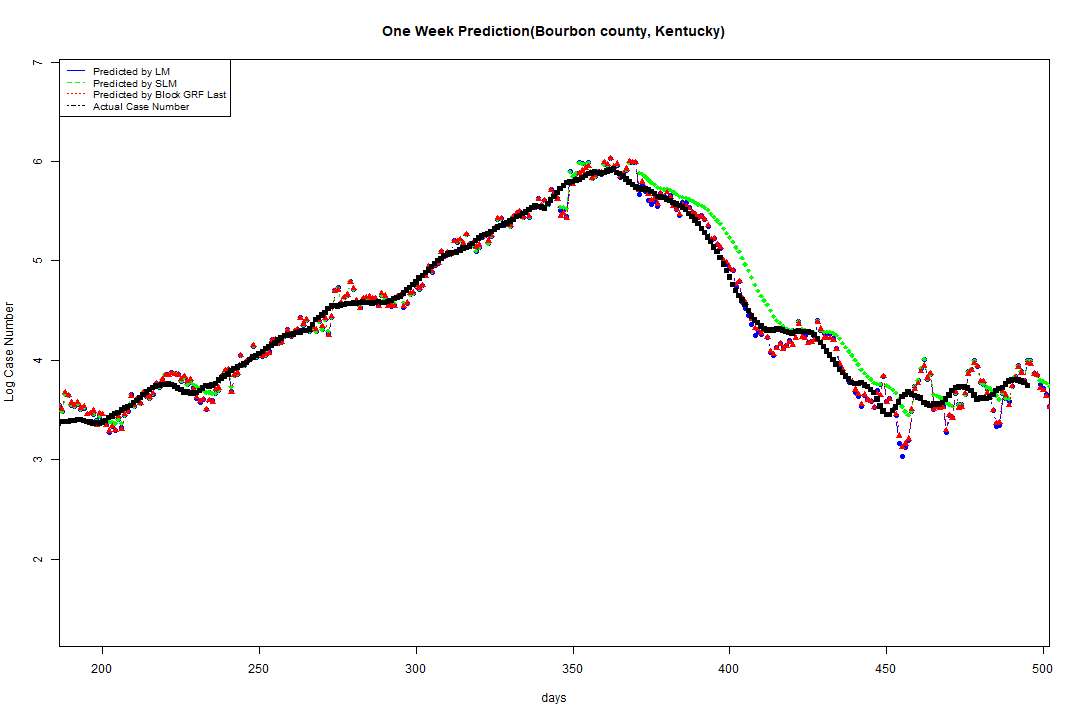 One Week Prediction(Bourbon county, Kentucky)
Predicted by LM
Predicted by SLM
Predicted by Block GRF Last
Actual Case Number
7
6
5
4
3
2
Log Case Number
200 250 300 350 400 450 500
days